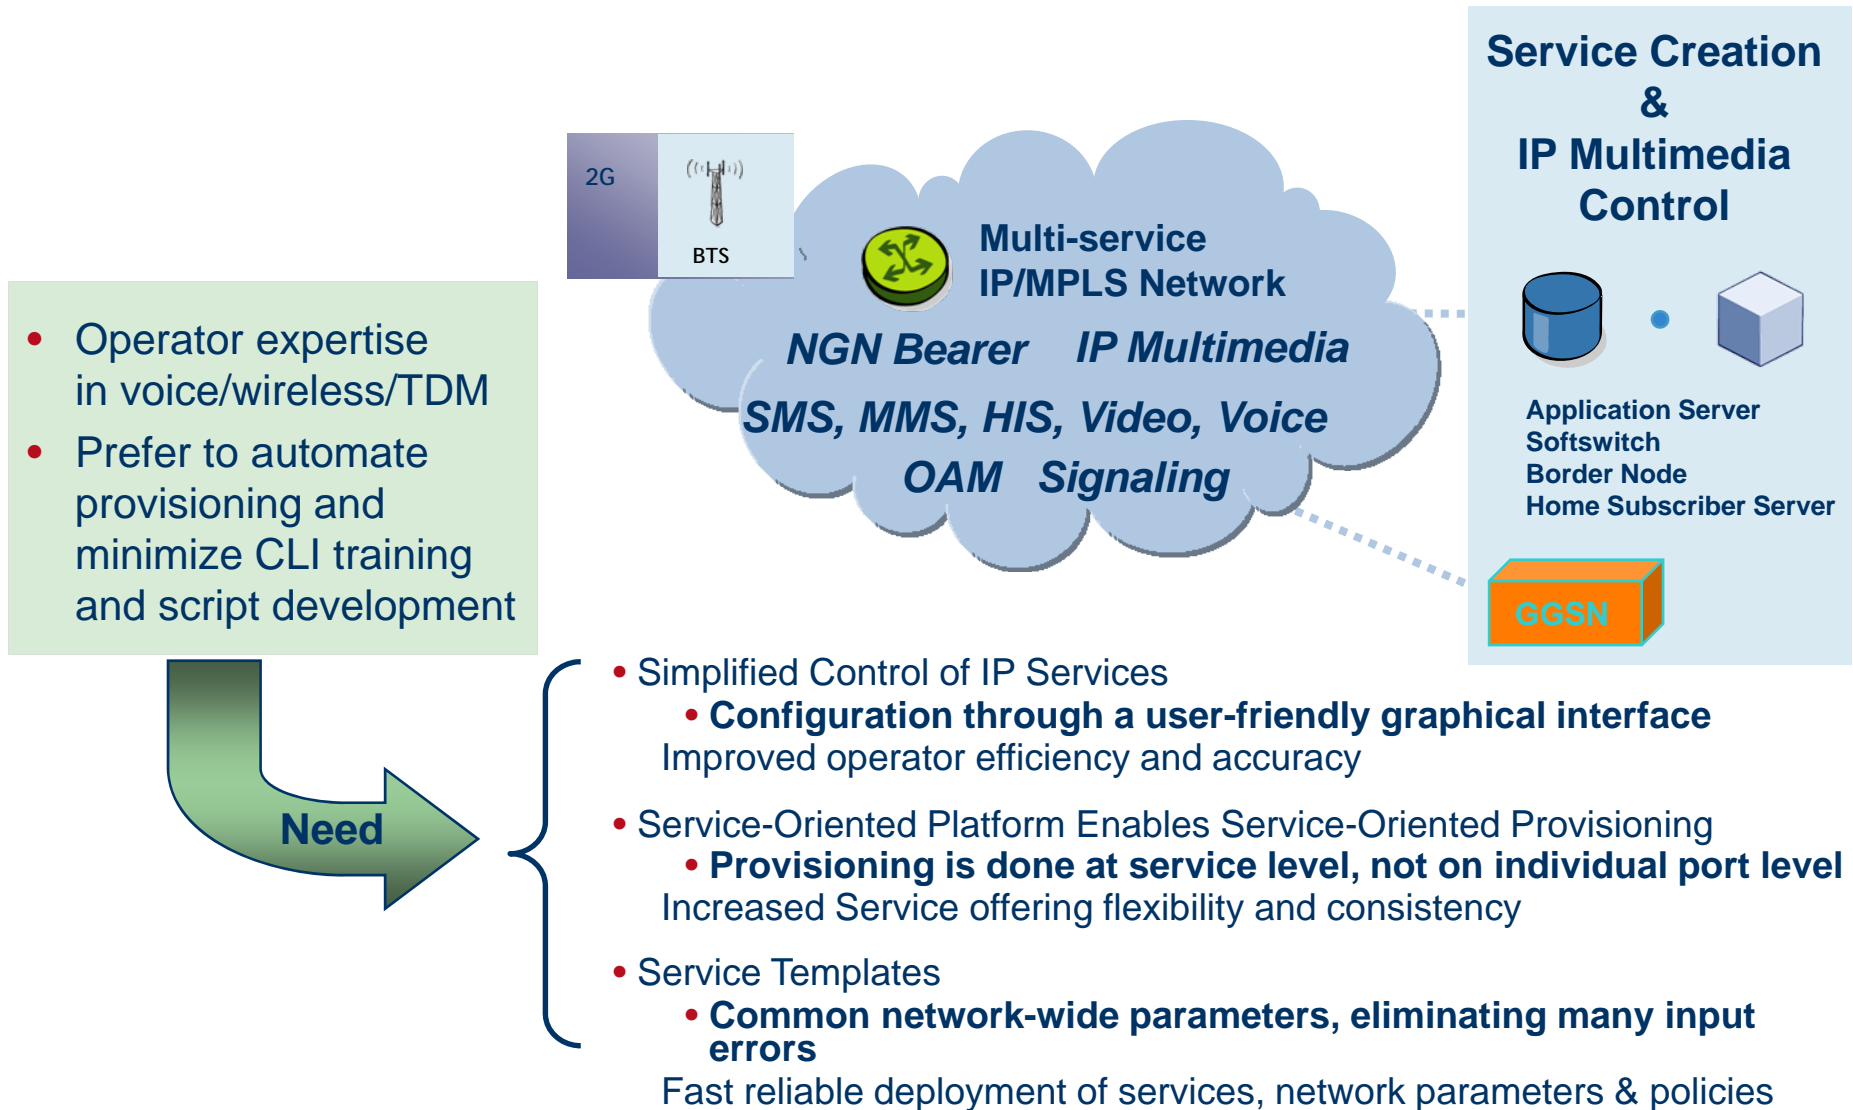 Service Creation
&
IP Multimedia
Control
2G
BTS
Multi-service
IP/MPLS Network
NGN Bearer IP Multimedia
SMS, MMS, HIS, Video, Voice
OAM Signaling
Application Server
Softswitch
Border Node
Home Subscriber Server
GGSN
• Operator expertise
in voice/wireless/TDM
• Prefer to automate
provisioning and
minimize CLI training
and script development
Need
• Simplified Control of IP Services
• Configuration through a user-friendly graphical interface
Improved operator efficiency and accuracy
• Service-Oriented Platform Enables Service-Oriented Provisioning
• Provisioning is done at service level, not on individual port level
Increased Service offering flexibility and consistency
• Service Templates
• Common network-wide parameters, eliminating many input
errors
Fast reliable deployment of services, network parameters & policies